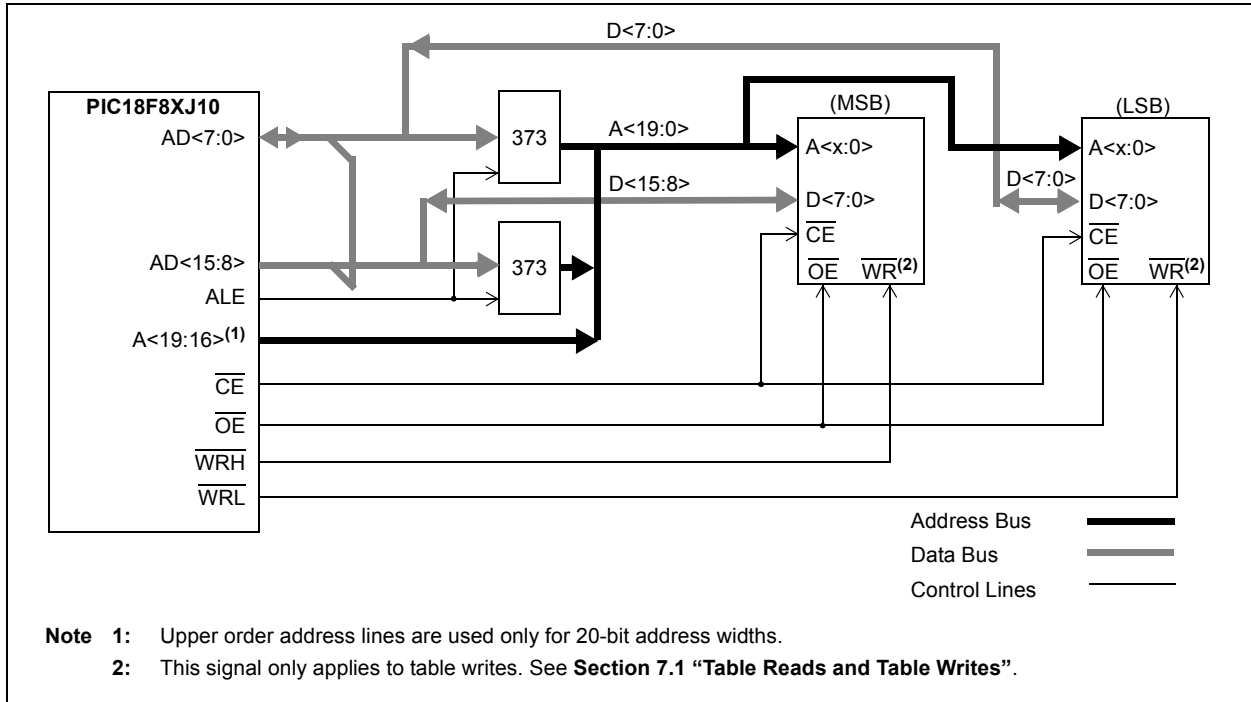 D<7:0>
PIC18F8XJ10
AD<7:0>
373
A<19:0>
(MSB)
A<x:0>
D<7:0>
CE
OE WR(2)
(LSB)
A<x:0>
D<7:0>
D<7:0>
CE
OE WR(2)
D<15:8>
AD<15:8>
373
ALE
A<19:16>(1)
CE
OE
WRH
WRL
Address Bus
Data Bus
Control Lines
Note 1: Upper order address lines are used only for 20-bit address widths.
2: This signal only applies to table writes. See Section 7.1 “Table Reads and Table Writes”.